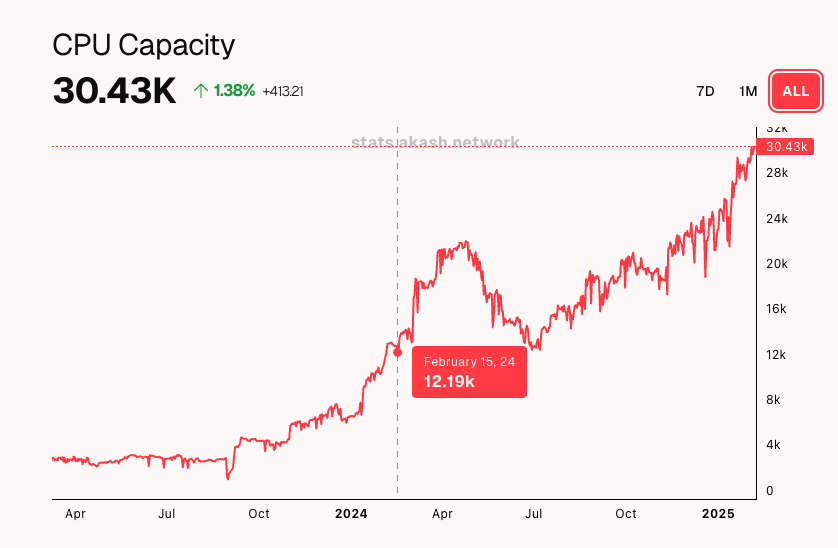 CPU Capacity
30.43K ↑ 1.38% +413.21
7D 1M ALL
stats.akash.network
32k
30.43k
28k
24k
20k
16k
12k
8k
4k
0
February 15, 24
12.19k
Apr Jul Oct 2024 Apr Jul Oct 2025